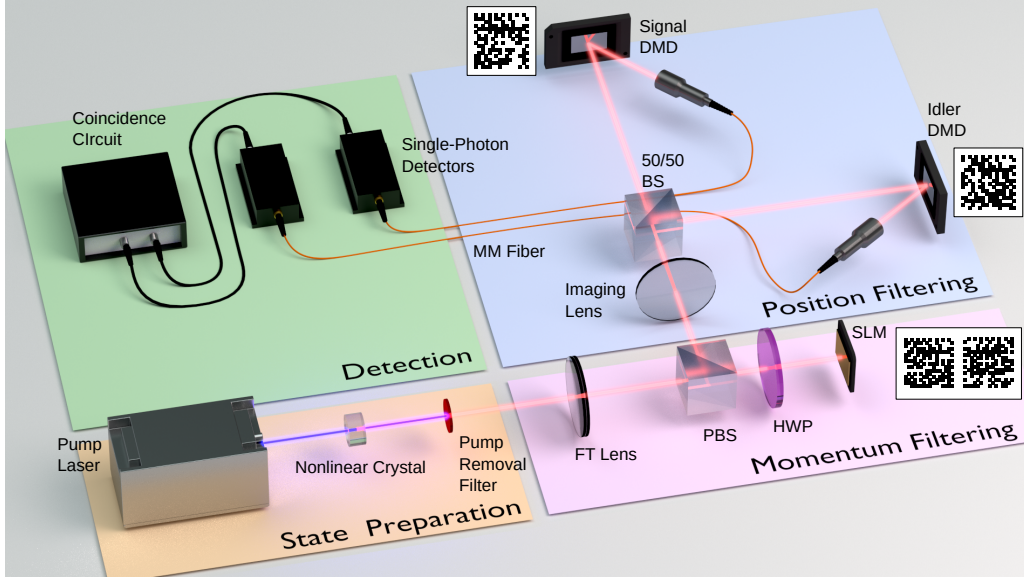 Signal
DMD
Idler
DMD
Coincidence
CIrcuit
Single-Photon
Detectors
50/50
BS
MM Fiber
Imaging
Lens
Position Filtering
Detection
SLM
Pump
Laser
Nonlinear Crystal
Pump
Removal
Filter
FT Lens
PBS
HWP
Momentum Filtering
State Preparation